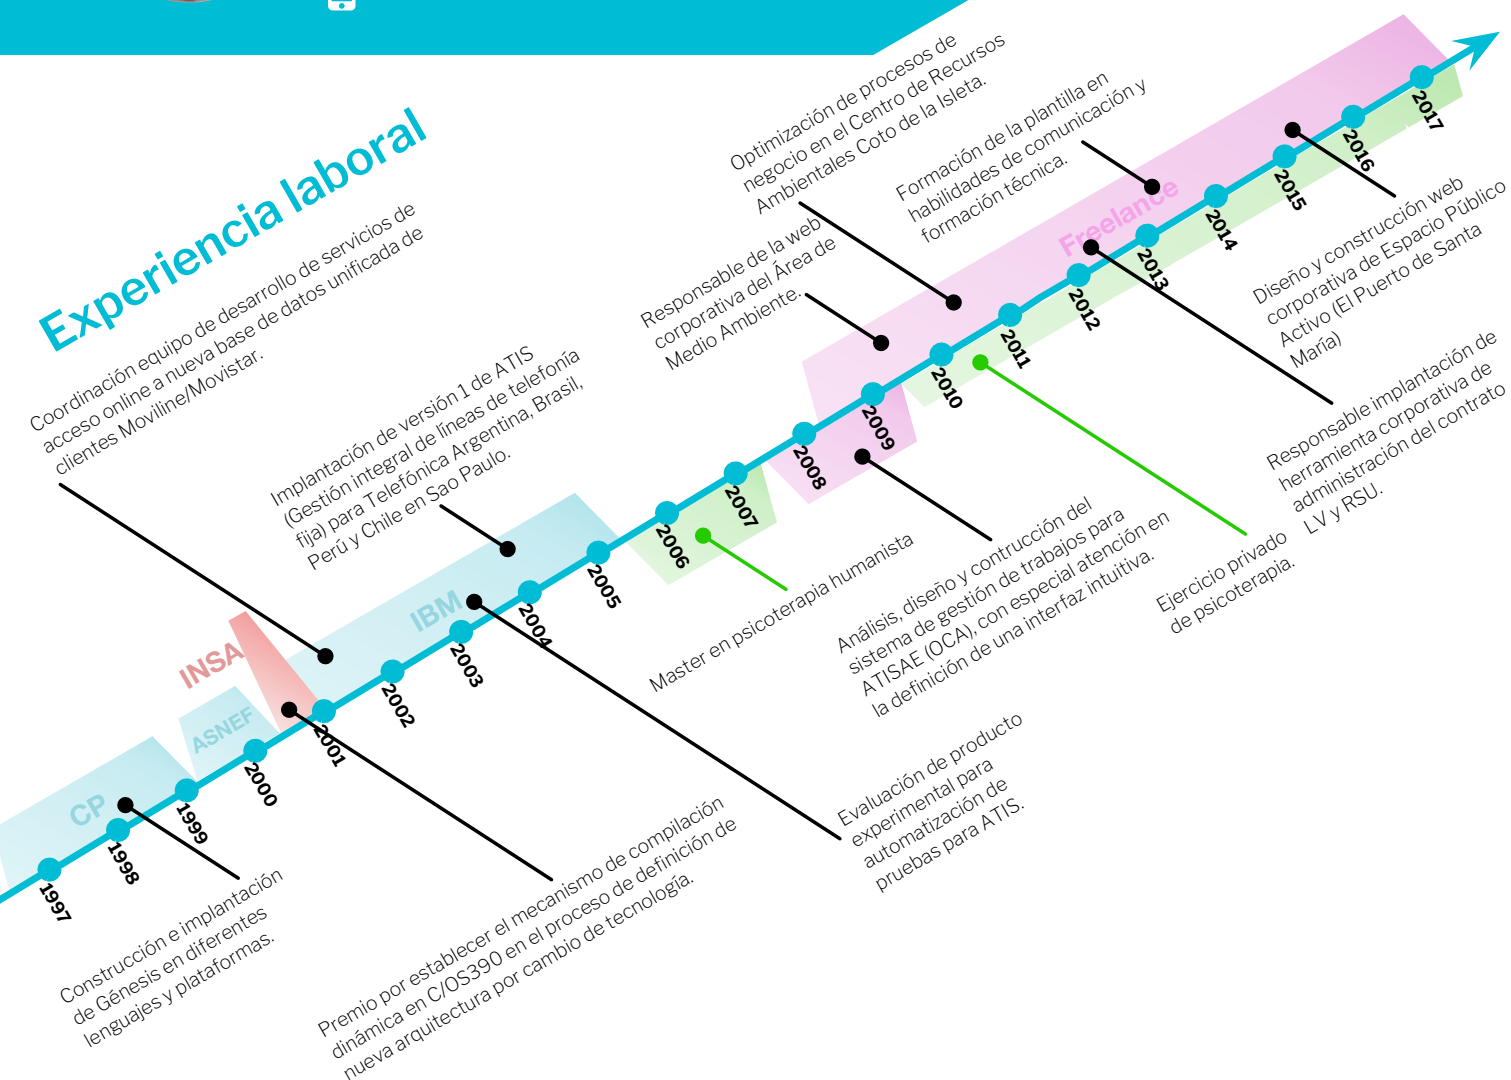 Experiencia laboral
Coordinación equipo de desarrollo de servicios de
acceso online a nueva base de datos unificada de
clientes Moviline/Movistar.
Implantación de versión 1 de ATIS
(Gestión integral de líneas de telefonía
fija) para Telefónica Argentina, Brasil,
Perú y Chile en Sao Paulo.
Responsable de la web
corporativa del Área de
Medio Ambiente.
Optimización de procesos de
negocio en el Centro de Recursos
Ambientales Coto de la Isleta.
Formación de la plantilla en
habilidades de comunicación y
formación técnica.
CP
ASNEF
INSA
IBM
Freelance
1997
1998
1999
2000
2001
2002
2003
2004
2005
2006
2007
2008
2009
2010
2011
2012
2013
2014
2015
2016
2017
Construcción e implantación
de Génesis en diferentes
lenguajes y plataformas.
Premio por establecer el mecanismo de compilación
dinámica en C/OS390 en el proceso de definición de
nueva arquitectura por cambio de tecnología.
Evaluación de producto
experimental para
automatización de
pruebas para ATIS.
Master en psicoterapia humanista
Análisis, diseño y contrucción del
sistema de gestión de trabajos para
ATISAE (OCA), con especial atención en
la definición de una interfaz intuitiva.
Ejercicio privado
de psicoterapia.
Responsable implantación de
herramienta corporativa de
administración del contrato
LV y RSU.
Diseño y construcción web
corporativa de Espacio Público
Activo (El Puerto de Santa
María)